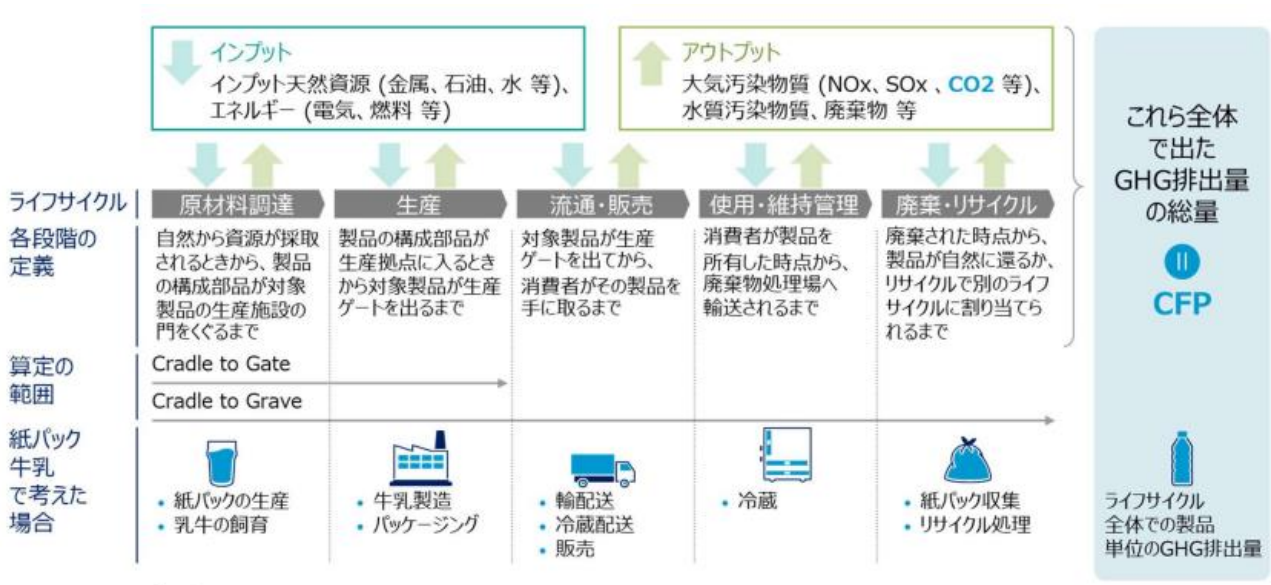 インプット
インプット天然資源 (金属、石油、水 等)、
エネルギー (電気、燃料 等)
アウトプット
大気汚染物質 (NOx、SOx 、CO2 等)、
水質汚染物質、廃棄物 等
ライフサイクル
原材料調達
生産
流通・販売
使用・維持管理
廃棄・リサイクル
各段階の
定義
自然から資源が採取
されるときから、製品
の構成部品が対象
製品の生産施設の
門をくぐるまで
製品の構成部品が
生産拠点に入るとき
から対象製品が生産
ゲートを出るまで
対象製品が生産
ゲートを出てから、
消費者がその製品を
手に取るまで
消費者が製品を
所有した時点から、
廃棄物処理場へ
輸送されるまで
廃棄された時点から、
製品が自然に還るか、
リサイクルで別のライフ
サイクルに割り当てら
れるまで
算定の
範囲
Cradle to Gate
Cradle to Grave
紙パック
牛乳
で考えた
場合
• 紙パックの生産
• 乳牛の飼育
• 牛乳製造
• パッケージング
• 輸配送
• 冷蔵配送
• 販売
• 冷蔵
• 紙パック収集
• リサイクル処理
これら全体
で出た
GHG排出量
の総量
=
CFP
ライフサイクル
全体での製品
単位のGHG排出量